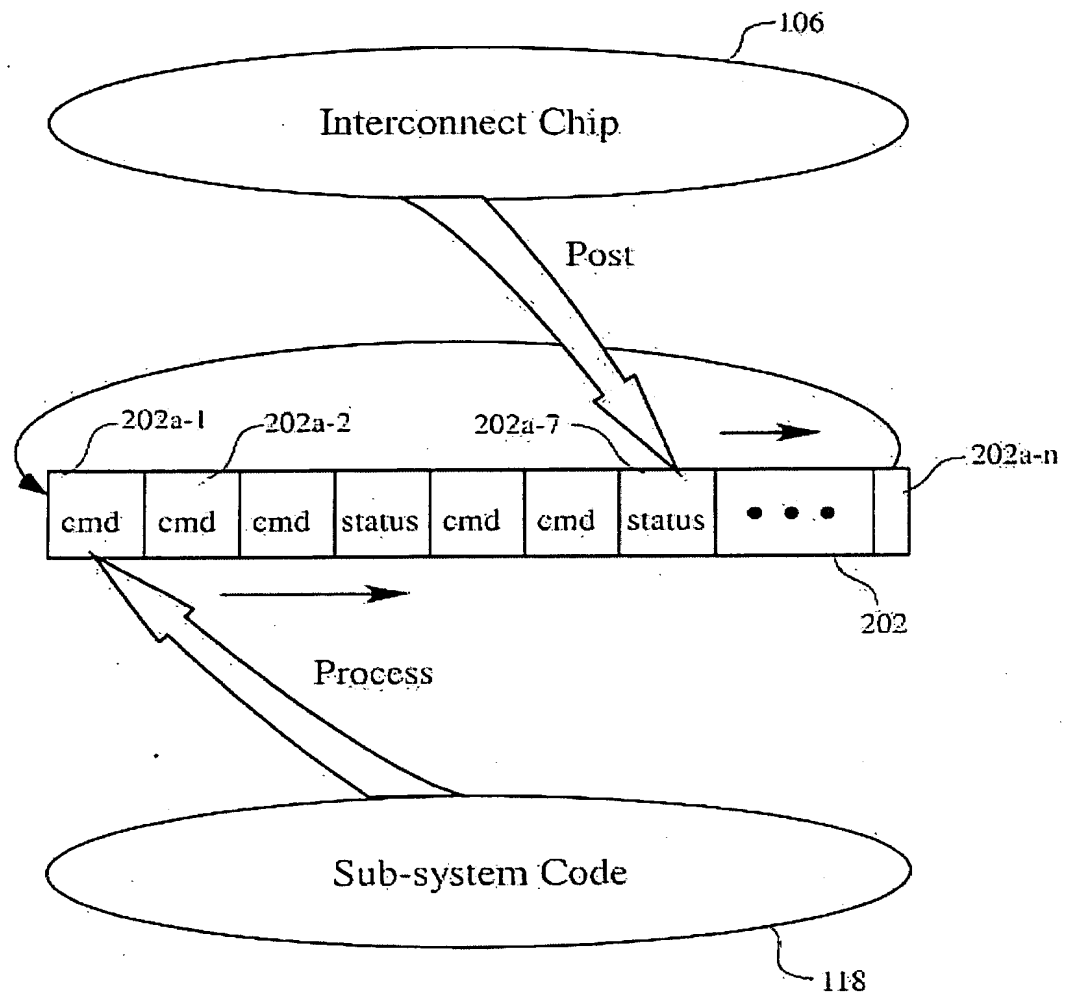 106
Interconnect Chip
Post
202a-1
202a-2
202a-7
202a-n
cmd cmd cmd status cmd cmd status
202
Process
Sub-system Code
118